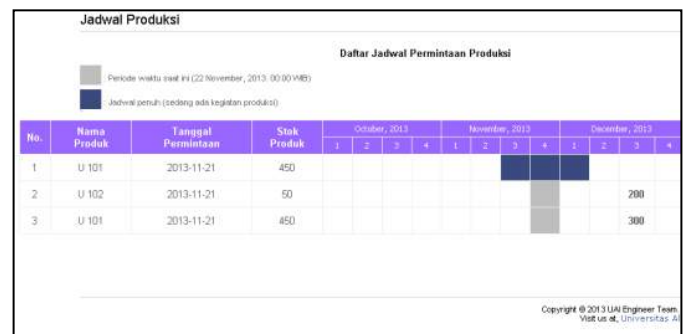 Jadwal Produksi
Daftar Jadwal Permintaan Produksi
Periode waktu saat ini (22 November, 2013 00:00 WIB)
Jadwal penuh (sedang ada kegiatan produksi)
No. Nama Produk Tanggal Permintaan Stok Produk October, 2013 November, 2013 December, 2013
1 2 3 4 1 2 3 4 1 2 3 4
1 U 101 2013-11-21 450
2 U 102 2013-11-21 50 200
3 U 101 2013-11-21 450 300
Copyright @ 2013 UAI Engineer Team.
Visit us at, Universitas Al